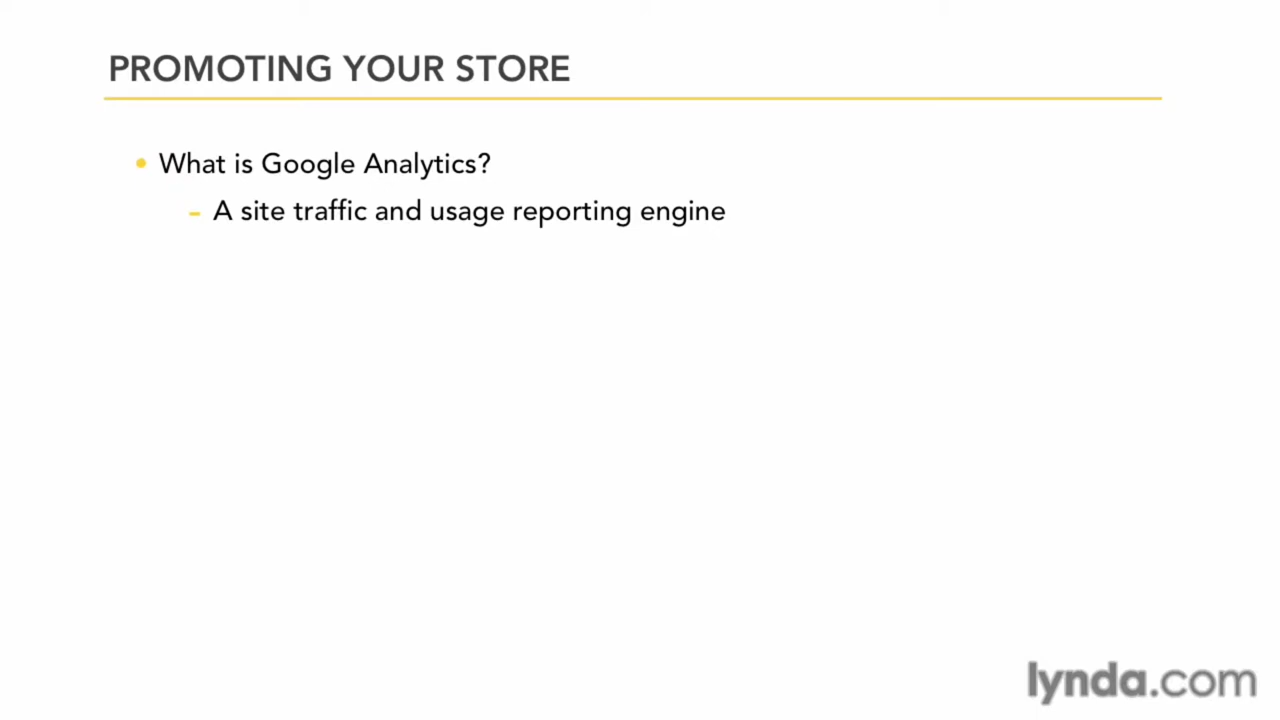 PROMOTING YOUR STORE
• What is Google Analytics?
– A site traffic and usage reporting engine
lynda.com